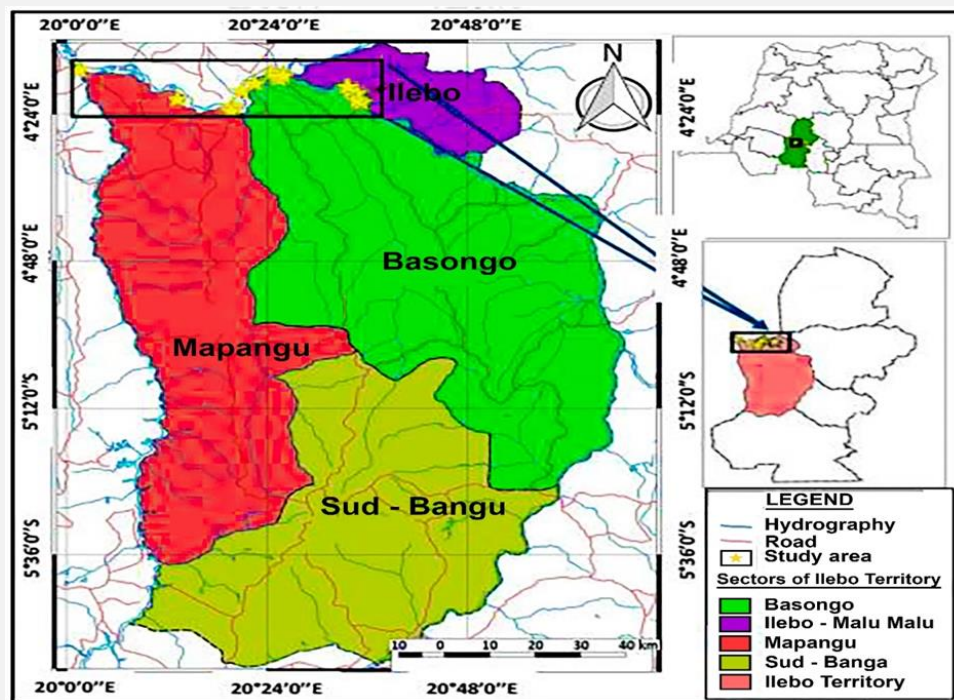 20°0'0"E 20°24'0"E 20°48'0"E
N
Ilebo
4°24'0"E
4°24'0"E
Basongo
4°48'0"E
4°48'0"E
Mapangu
5°12'0"S
5°12'0"S
Sud - Bangu
5°36'0"S
5°36'0"S
10 0 10 20 30 40 km
20°0'0"E 20°24'0"E 20°48'0"E
LEGEND
Hydrography
Road
Study area
Sectors of Ilebo Territory
Basongo
Ilebo - Malu Malu
Mapangu
Sud - Banga
Ilebo Territory